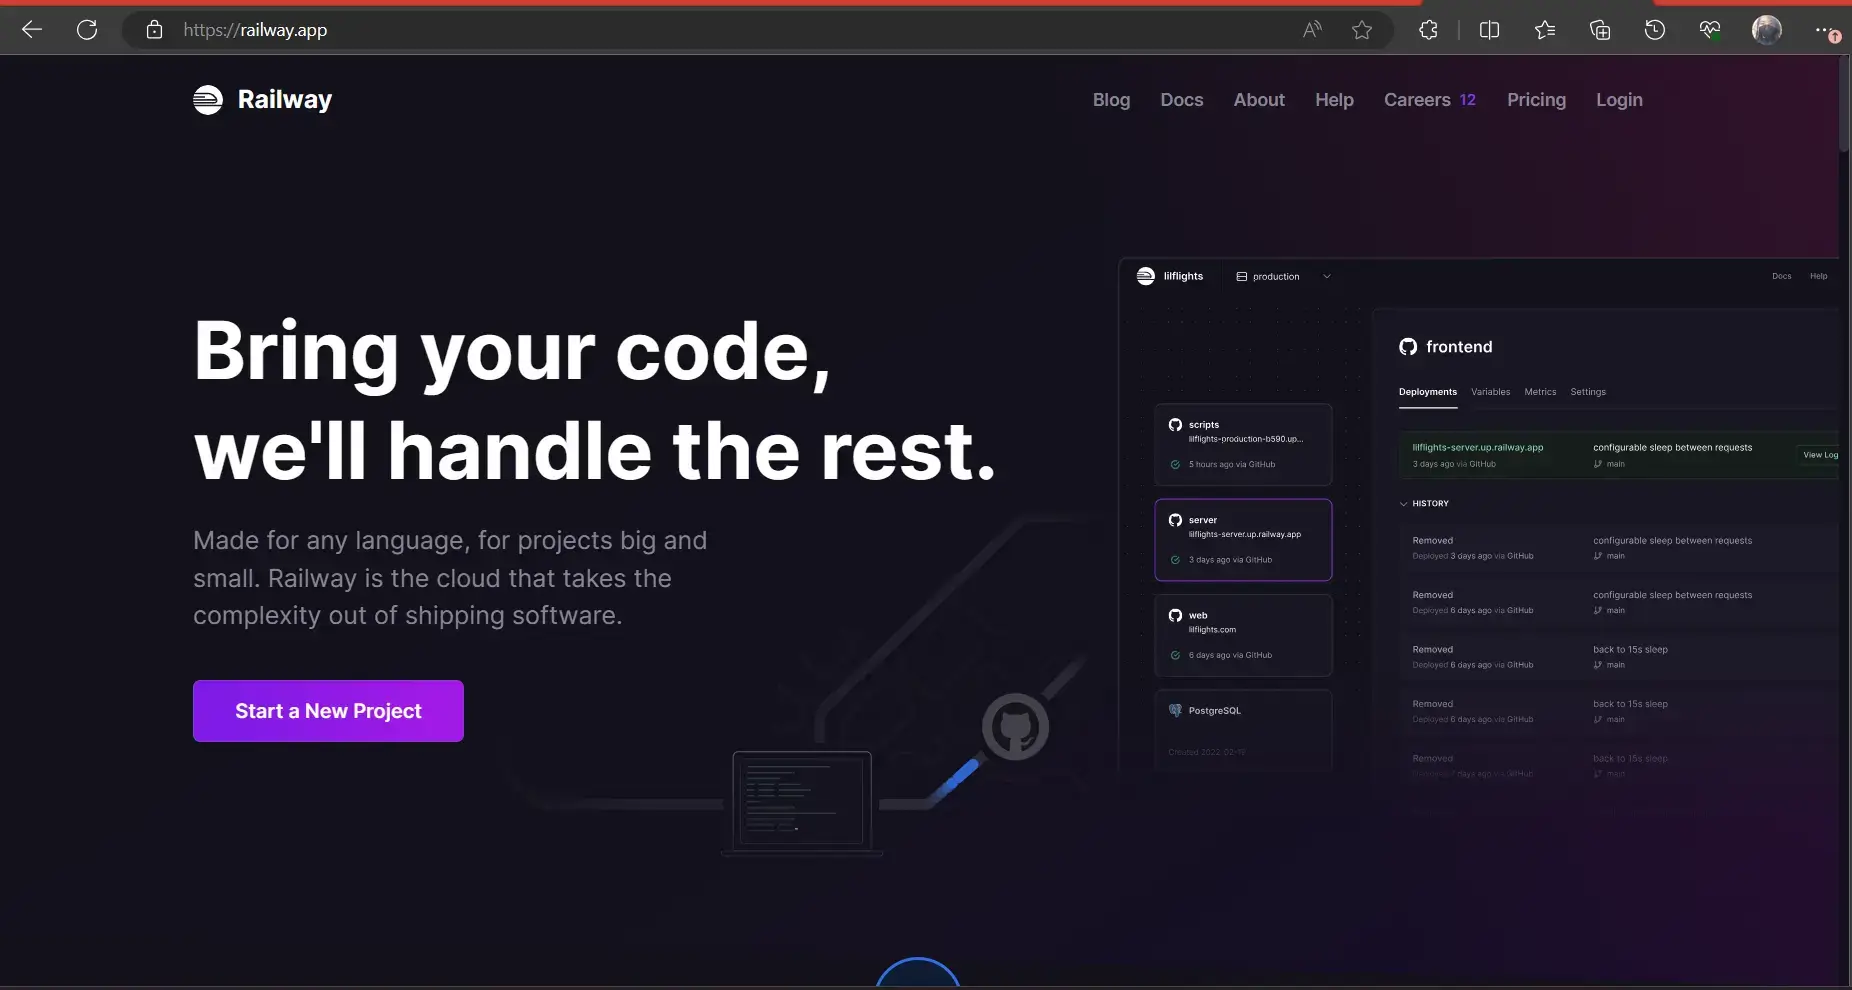 https://railway.app
Railway
Blog Docs About Help Careers 12 Pricing Login
Bring your code,
we'll handle the rest.
Made for any language, for projects big and
small. Railway is the cloud that takes the
complexity out of shipping software.
Start a New Project
lilflights production Docs Help
scripts
lilflights-production-b590.up...
5 hours ago via GitHub
server
lilflights-server.up.railway.app
3 days ago via GitHub
web
lilflights.com
6 days ago via GitHub
PostgreSQL
Created 2022-02-19
frontend
Deployments Variables Metrics Settings
lilflights-server.up.railway.app configurable sleep between requests View Log
3 days ago via GitHub main
HISTORY
Removed configurable sleep between requests
Deployed 3 days ago via GitHub main
Removed configurable sleep between requests
Deployed 6 days ago via GitHub main
Removed back to 15s sleep
Deployed 6 days ago via GitHub main
Removed back to 15s sleep
Deployed 6 days ago via GitHub main
Removed back to 15s sleep
days ago via GitHub main